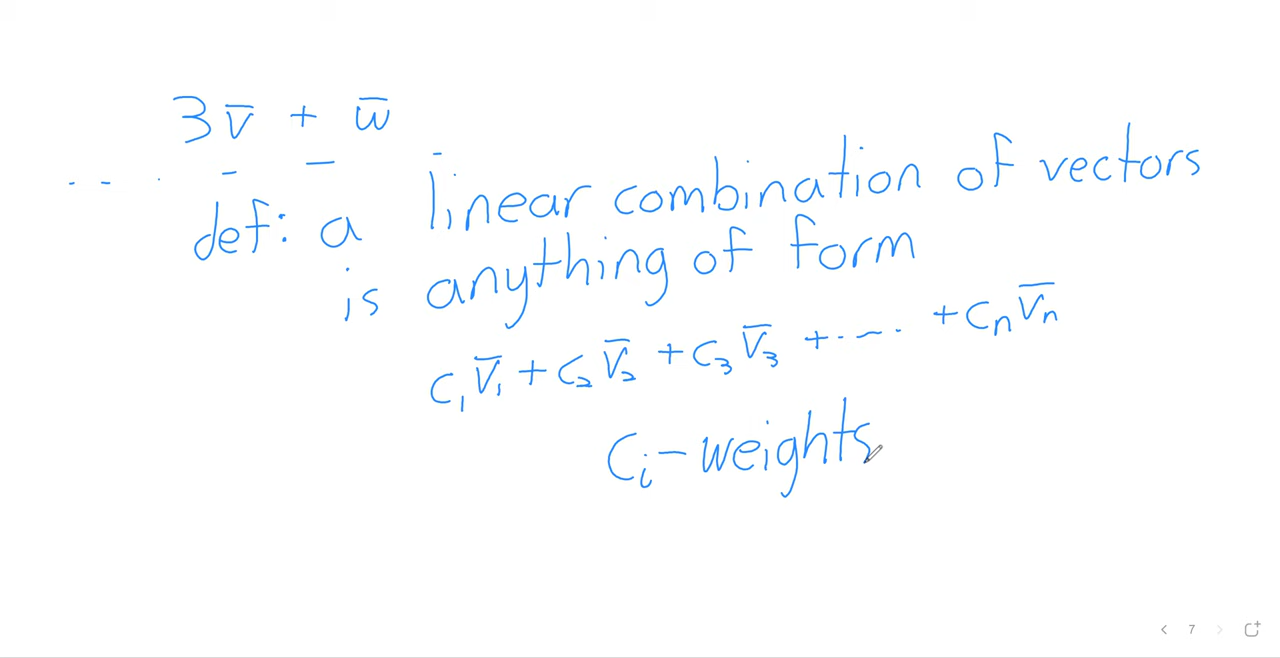 3v̅ + w̅
def: a linear combination of vectors
is anything of form
c₁v̅₁ + c₂v̅₂ + c₃v̅₃ + ... + cₙv̅ₙ
cᵢ - weights
< 7 >